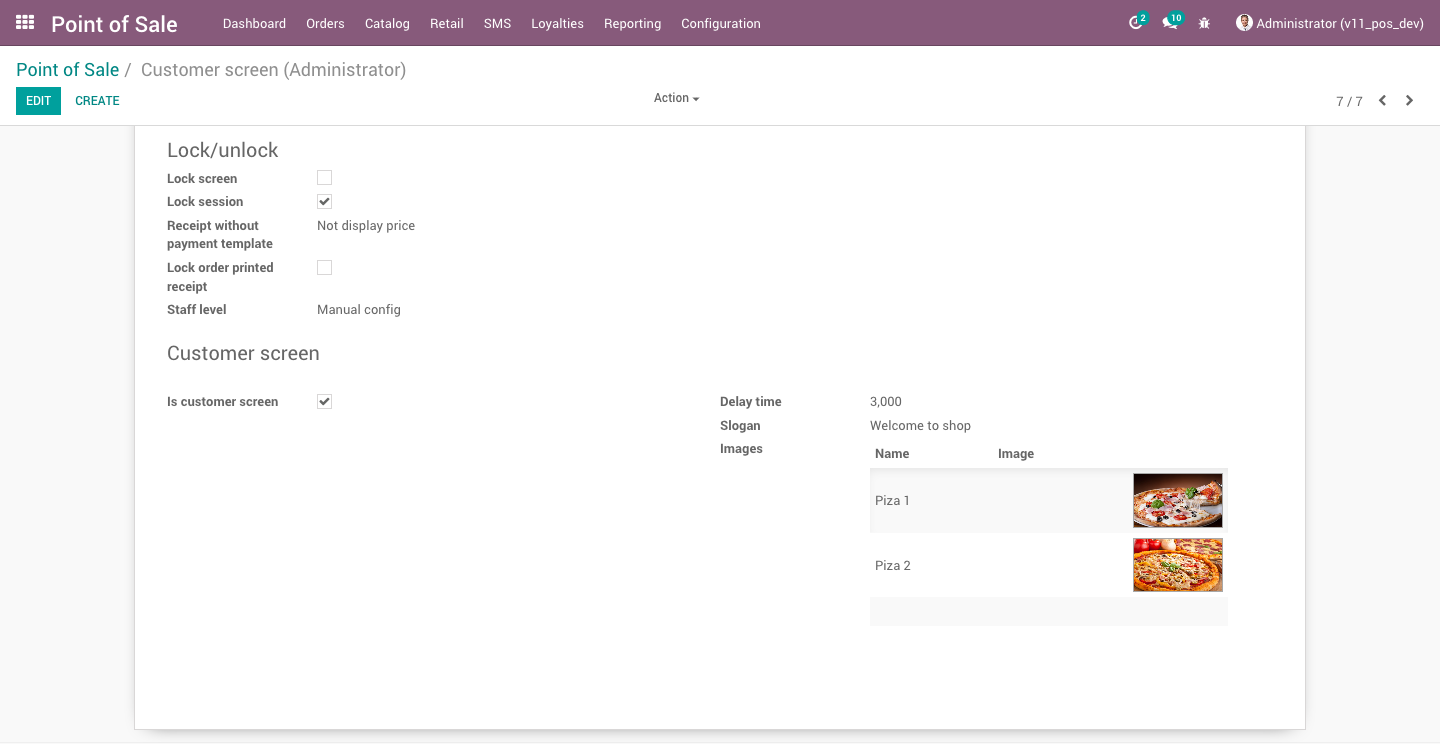 Point of Sale Dashboard Orders Catalog Retail SMS Loyalties Reporting Configuration 2 10 Administrator (v11_pos_dev)
Point of Sale / Customer screen (Administrator)
EDIT CREATE Action 7 / 7
Lock/unlock
Lock screen
Lock session
Receipt without Not display price
payment template
Lock order printed
receipt
Staff level Manual config
Customer screen
Is customer screen Delay time 3,000
Slogan Welcome to shop
Images
Name Image
Piza 1
Piza 2